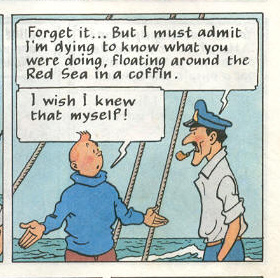 Forget it... But I must admit
I'm dying to know what you
were doing, floating around the
Red Sea in a coffin.
I wish I knew
that myself!